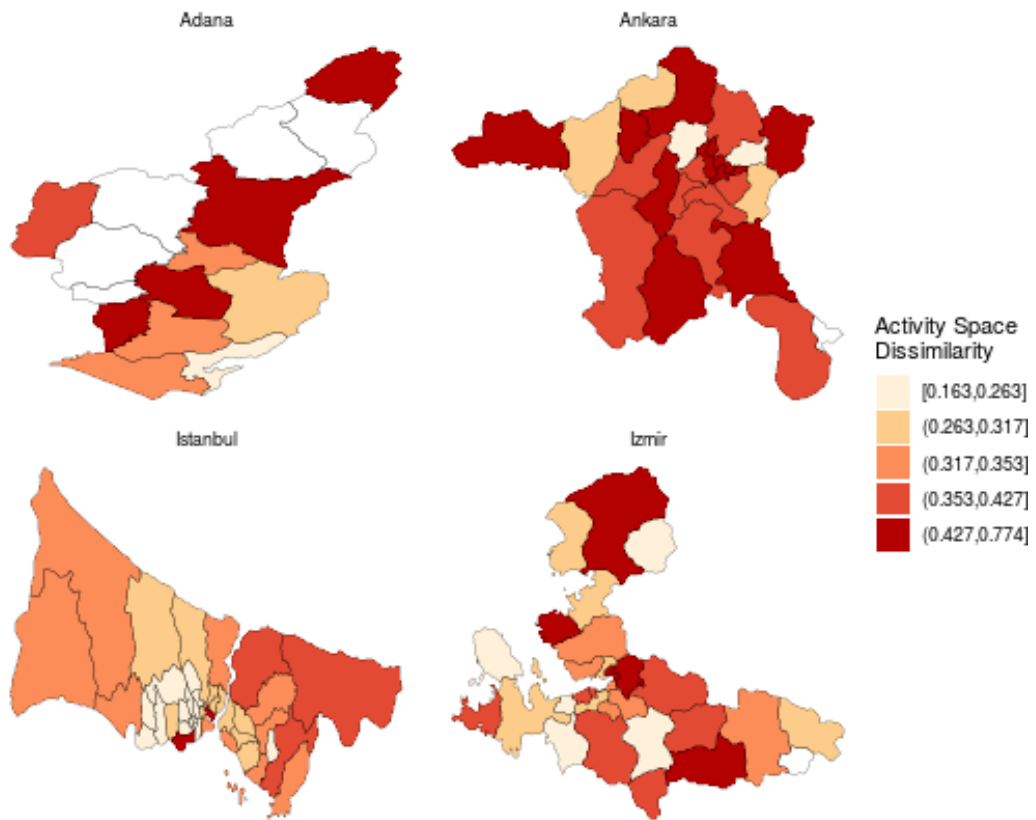 Adana
Ankara
Activity Space
Dissimilarity
[0.163,0.263]
(0.263,0.317]
(0.317,0.353]
(0.353,0.427]
(0.427,0.774]
Istanbul
Izmir